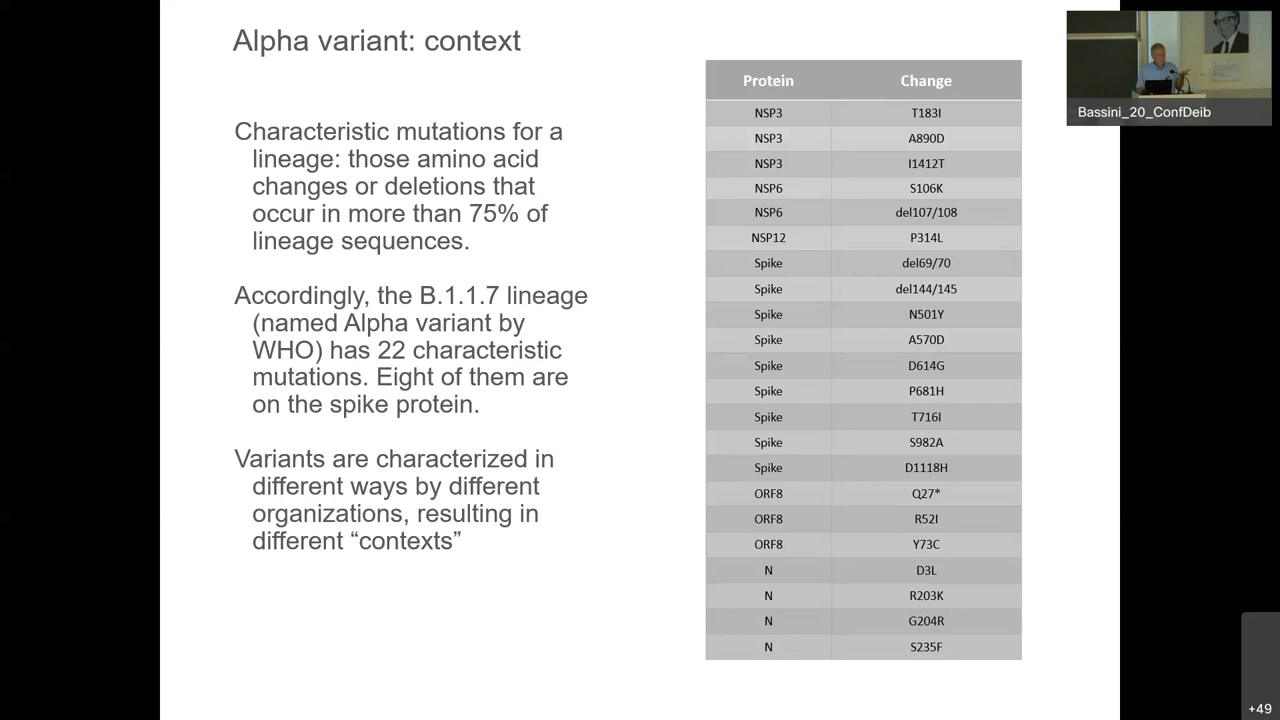 Alpha variant: context
Characteristic mutations for a
lineage: those amino acid
changes or deletions that
occur in more than 75% of
lineage sequences.
Accordingly, the B.1.1.7 lineage
(named Alpha variant by
WHO) has 22 characteristic
mutations. Eight of them are
on the spike protein.
Variants are characterized in
different ways by different
organizations, resulting in
different “contexts”
Protein Change
NSP3 T183I
NSP3 A890D
NSP3 I1412T
NSP6 S106K
NSP6 del107/108
NSP12 P314L
Spike del69/70
Spike del144/145
Spike N501Y
Spike A570D
Spike D614G
Spike P681H
Spike T716I
Spike S982A
Spike D1118H
ORF8 Q27*
ORF8 R52I
ORF8 Y73C
N D3L
N R203K
N G204R
N S235F
Bassini_20_ConfDeib
+49